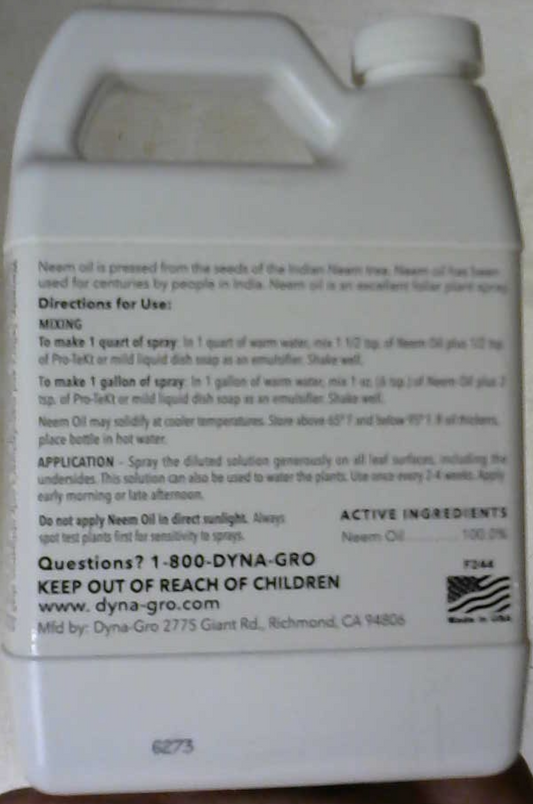 Neem oil is pressed from the seeds of the Indian Neem tree. Neem oil has been
used for centuries by people in India. Neem oil is an excellent foliar plant spray
Directions for Use:
MIXING
To make 1 quart of spray: In 1 quart of warm water, mix 1 1/2 tsp. of Neem Oil plus 1/2 tsp.
of Pro-TeKt or mild liquid dish soap as an emulsifier. Shake well.
To make 1 gallon of spray: In 1 gallon of warm water, mix 1 oz. (6 tsp.) of Neem Oil plus 2
tsp. of Pro-TeKt or mild liquid dish soap as an emulsifier. Shake well.
Neem Oil may solidify at cooler temperatures. Store above 65° F and below 95° F. If oil thickens,
place bottle in hot water.
APPLICATION - Spray the diluted solution generously on all leaf surfaces, including the
undersides. This solution can also be used to water the plants. Use once every 2-4 weeks. Apply
early morning or late afternoon.
Do not apply Neem Oil in direct sunlight. Always
spot test plants first for sensitivity to sprays.
ACTIVE INGREDIENTS
Neem Oil..............100.0%
Questions? 1-800-DYNA-GRO
KEEP OUT OF REACH OF CHILDREN
www. dyna-gro.com
Mfd by: Dyna-Gro 2775 Giant Rd., Richmond, CA 94806
F244
Made in USA
6273